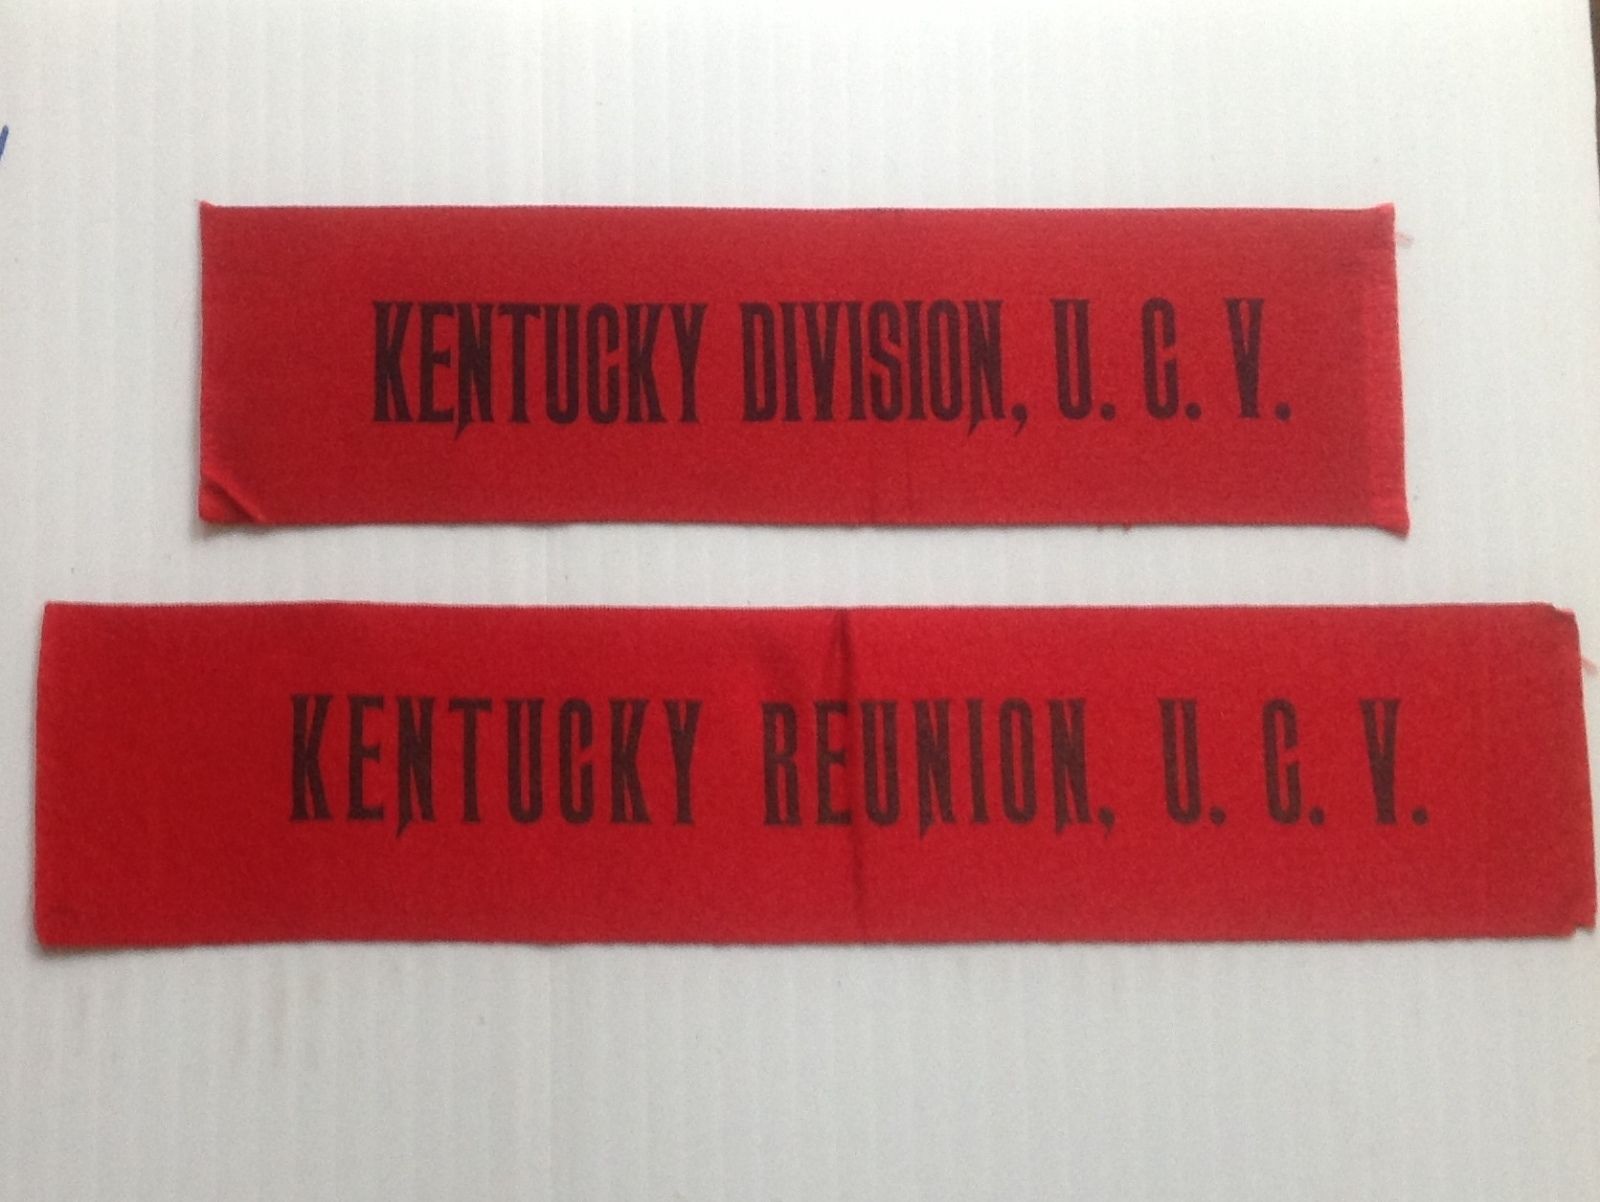 KENTUCKY DIVISION, U. C. V.
KENTUCKY REUNION, U. C. V.